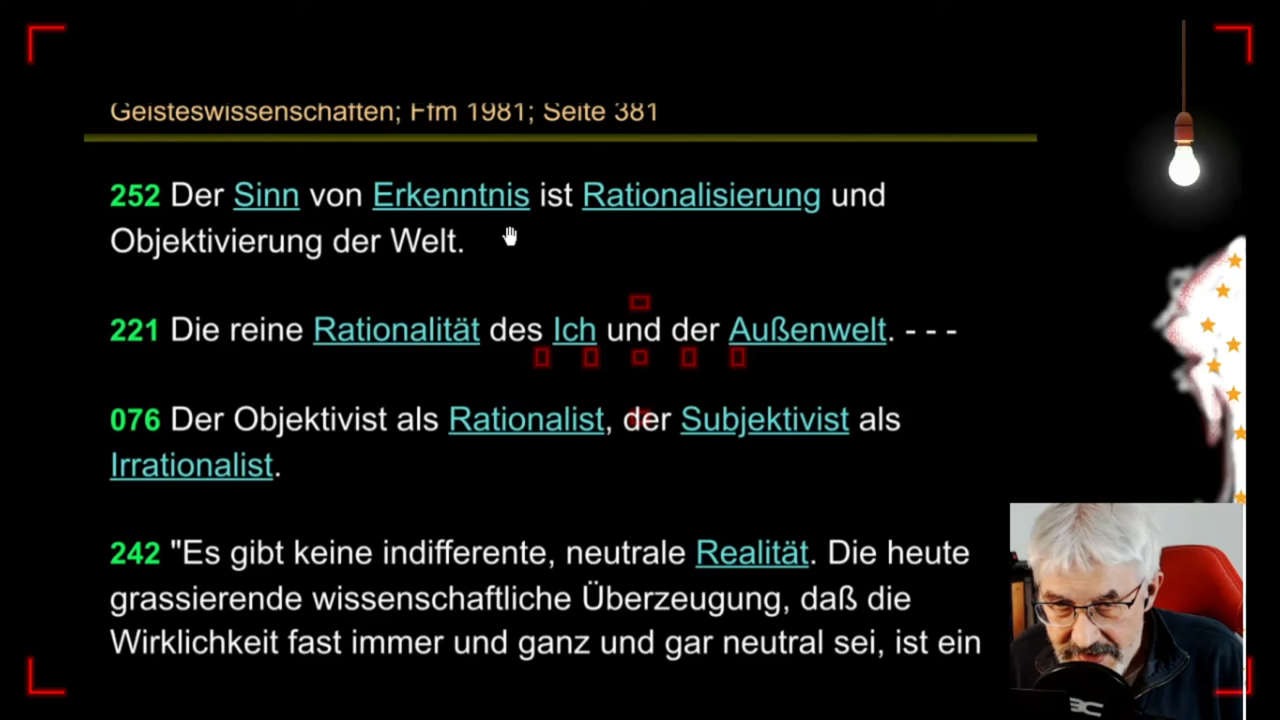 Geisteswissenschaften; Ffm 1981; Seite 381
252 Der Sinn von Erkenntnis ist Rationalisierung und
Objektivierung der Welt.
221 Die reine Rationalität des Ich und der Außenwelt. - - -
076 Der Objektivist als Rationalist, der Subjektivist als
Irrationalist.
242 "Es gibt keine indifferente, neutrale Realität. Die heute
grassierende wissenschaftliche Überzeugung, daß die
Wirklichkeit fast immer und ganz und gar neutral sei, ist ein